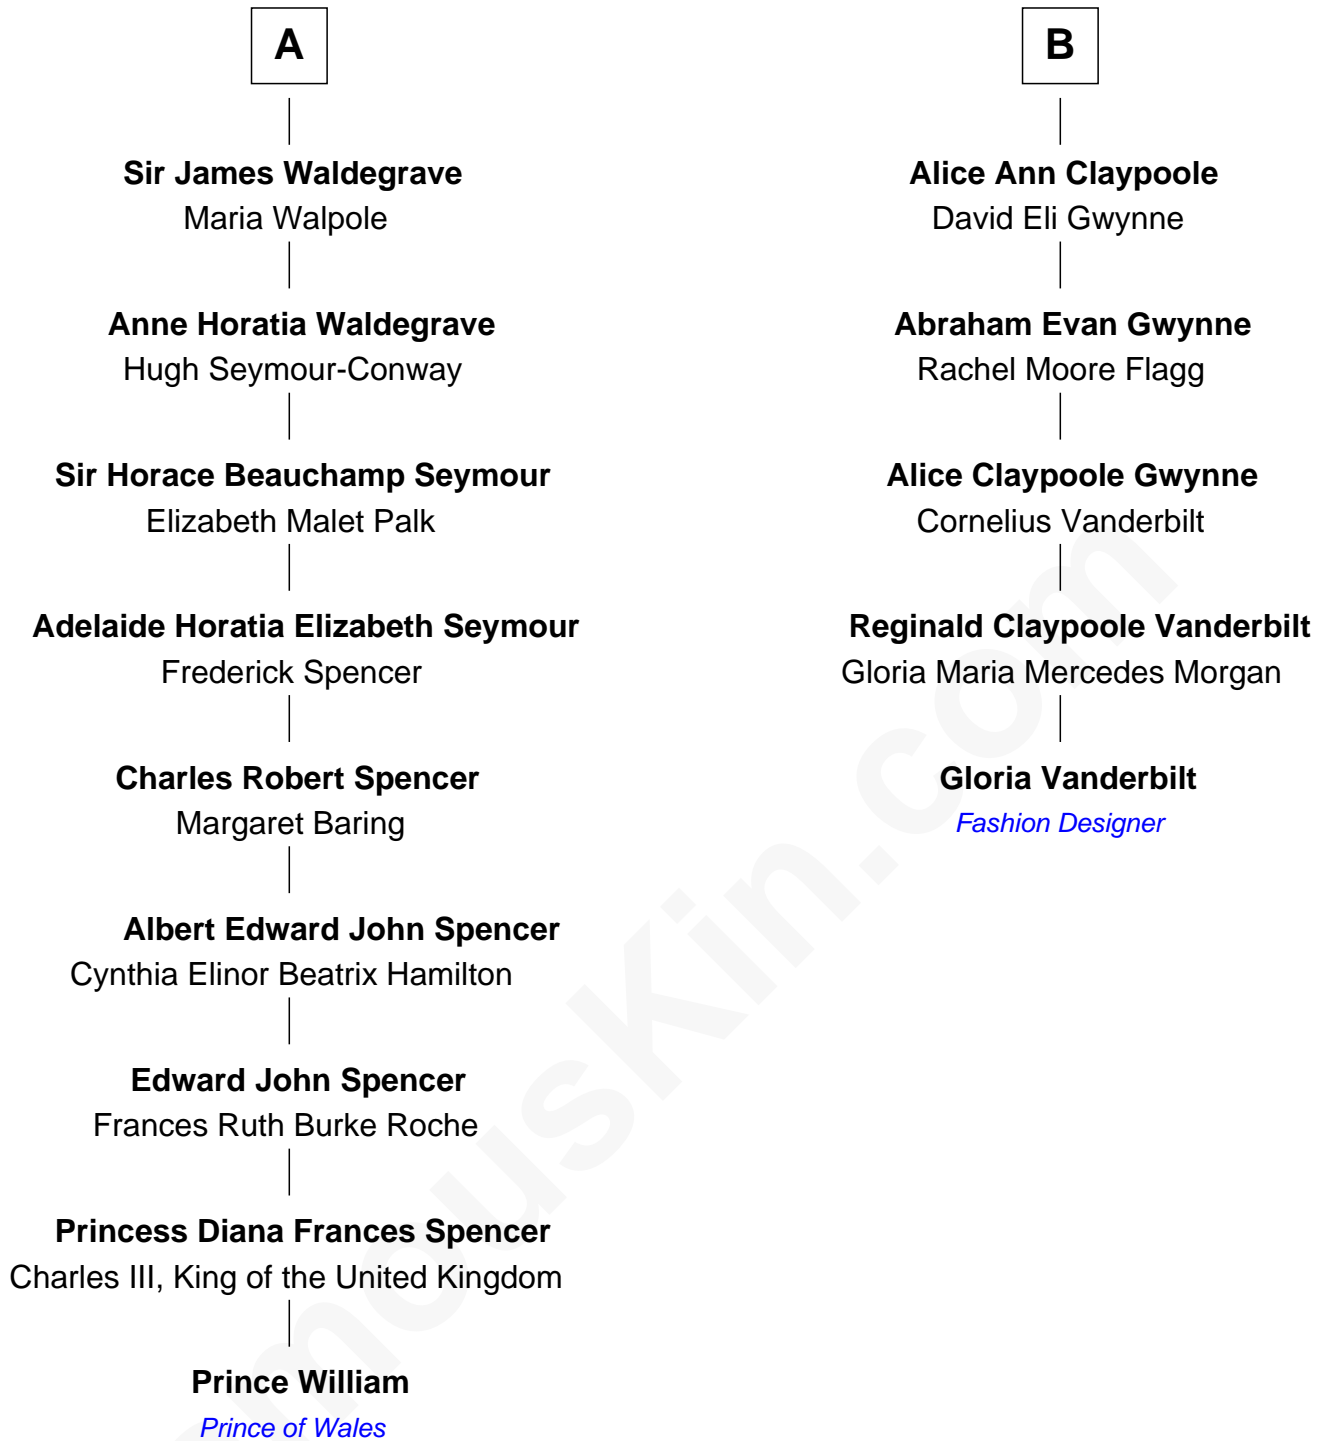 A
Sir James Waldegrave
Maria Walpole
Anne Horatia Waldegrave
Hugh Seymour-Conway
Sir Horace Beauchamp Seymour
Elizabeth Malet Palk
Adelaide Horatia Elizabeth Seymour
Frederick Spencer
Charles Robert Spencer
Margaret Baring
Albert Edward John Spencer
Cynthia Elinor Beatrix Hamilton
Edward John Spencer
Frances Ruth Burke Roche
Princess Diana Frances Spencer
Charles III, King of the United Kingdom
Prince William
Prince of Wales
B
Alice Ann Claypoole
David Eli Gwynne
Abraham Evan Gwynne
Rachel Moore Flagg
Alice Claypoole Gwynne
Cornelius Vanderbilt
Reginald Claypoole Vanderbilt
Gloria Maria Mercedes Morgan
Gloria Vanderbilt
Fashion Designer
mousKin.com